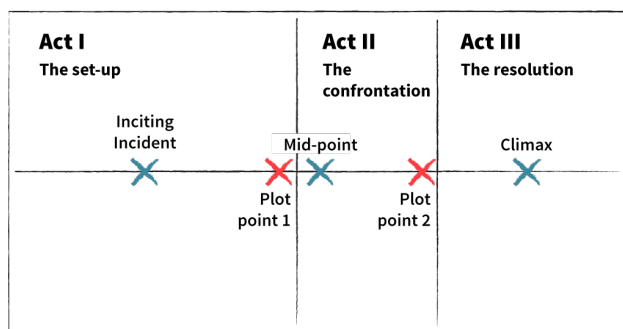 Act I
The set-up
Act II
The
confrontation
Act III
The resolution
Inciting
Incident
Mid-point
Climax
Plot
point 1
Plot
point 2